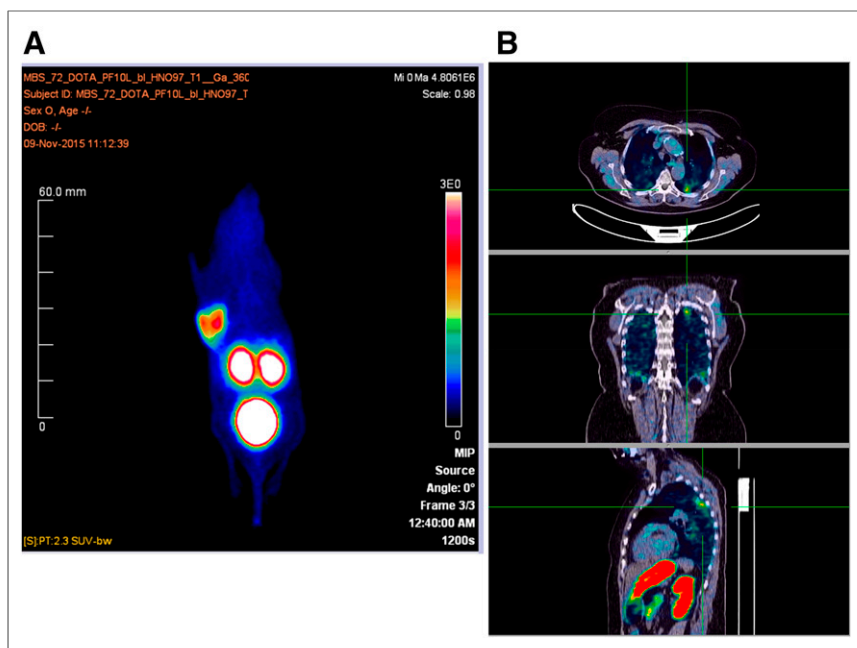 A
B
MBS_72_DOTA_PF10L_bl_HNO97_T1__Ga_360
Mi 0 Ma 4.8061E6
Subject ID: MBS_72_DOTA_PF10L_bl_HNO97_T
Scale: 0.98
Sex O, Age -/-
DOB: -/-
09-Nov-2015 11:12:39
60.0 mm
3E0
0
0
MIP
Source
Angle: 0°
Frame 3/3
12:40:00 AM
[S]:PT:2.3 SUV-bw
1200s